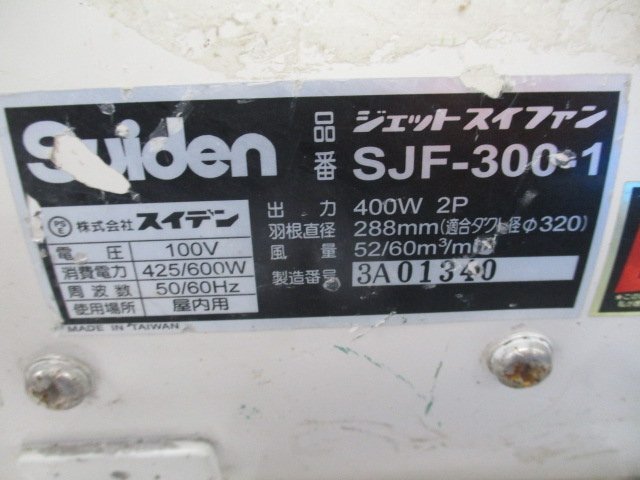 Suiden
品番
ジェットスイファン
SJF-300-1
株式会社スイデン
電圧 100V
消費電力 425/600W
周波数 50/60Hz
使用場所 屋内用
出力 400W 2P
羽根直径 288mm(適合ダクト径φ320)
風量 52/60m³/min
製造番号 3A01340
MADE IN TAIWAN